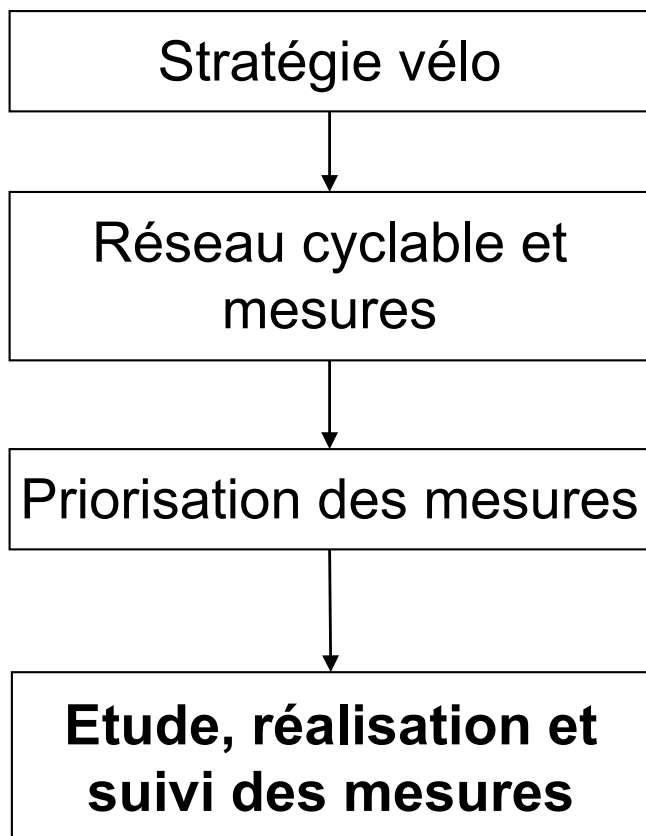 Stratégie vélo
Réseau cyclable et
mesures
Priorisation des mesures
Etude, réalisation et
suivi des mesures